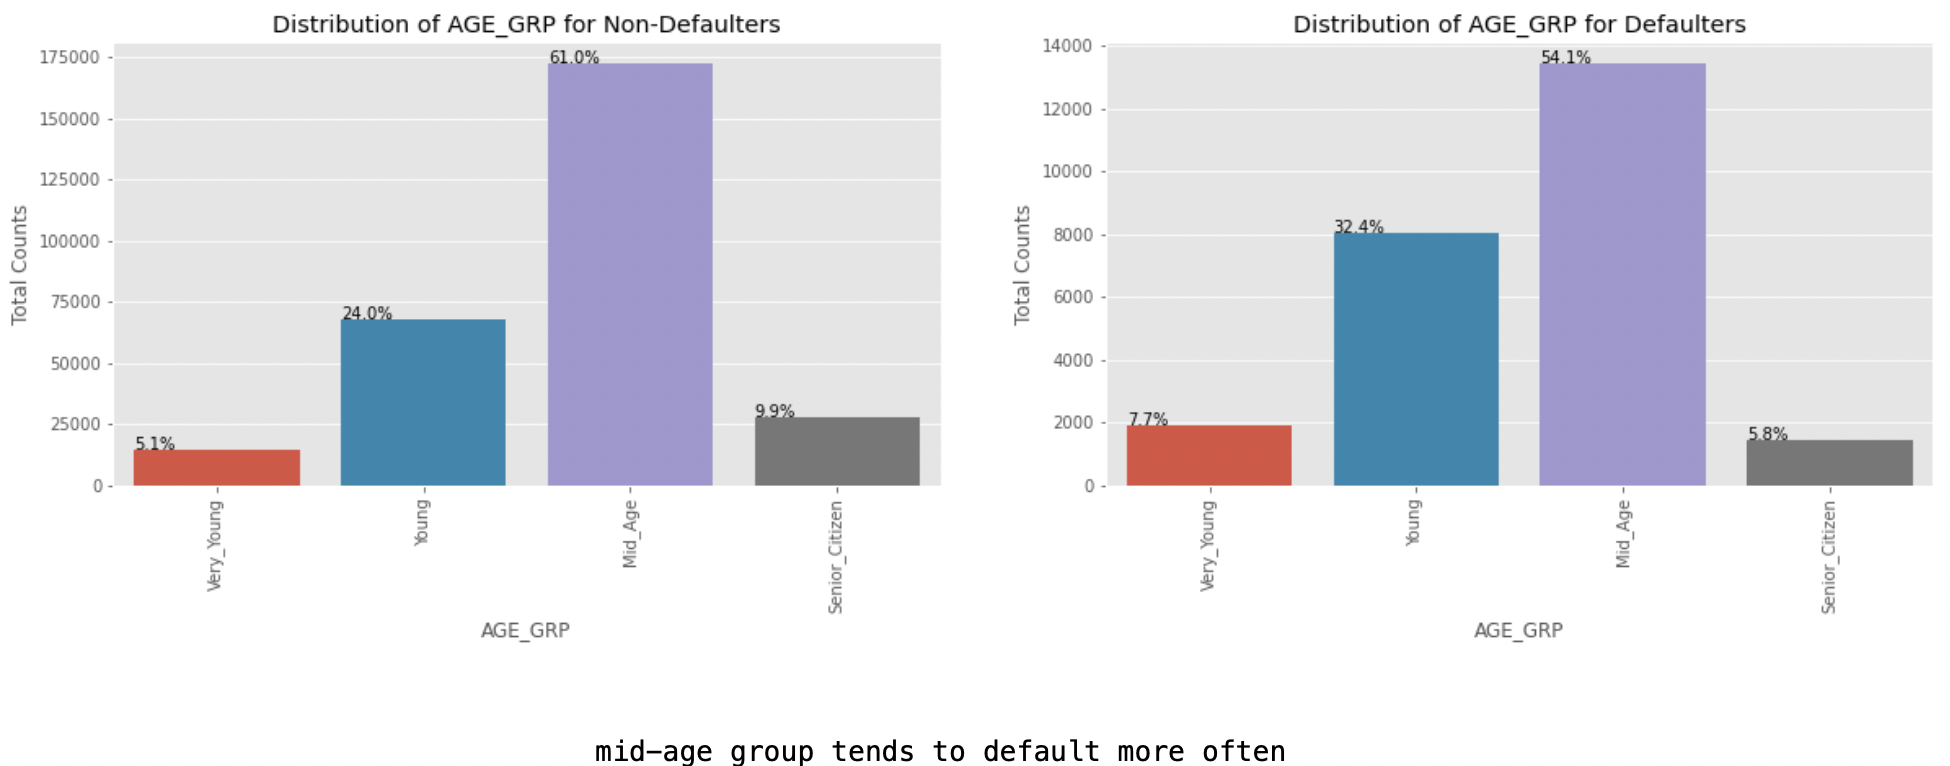 Distribution of AGE_GRP for Non-Defaulters
175000
150000
125000
100000
75000
50000
25000
0
Total Counts
5.1%
24.0%
61.0%
9.9%
Very_Young
Young
Mid_Age
Senior_Citizen
AGE_GRP
Distribution of AGE_GRP for Defaulters
14000
12000
10000
8000
6000
4000
2000
0
Total Counts
7.7%
32.4%
54.1%
5.8%
Very_Young
Young
Mid_Age
Senior_Citizen
AGE_GRP
mid-age group tends to default more often